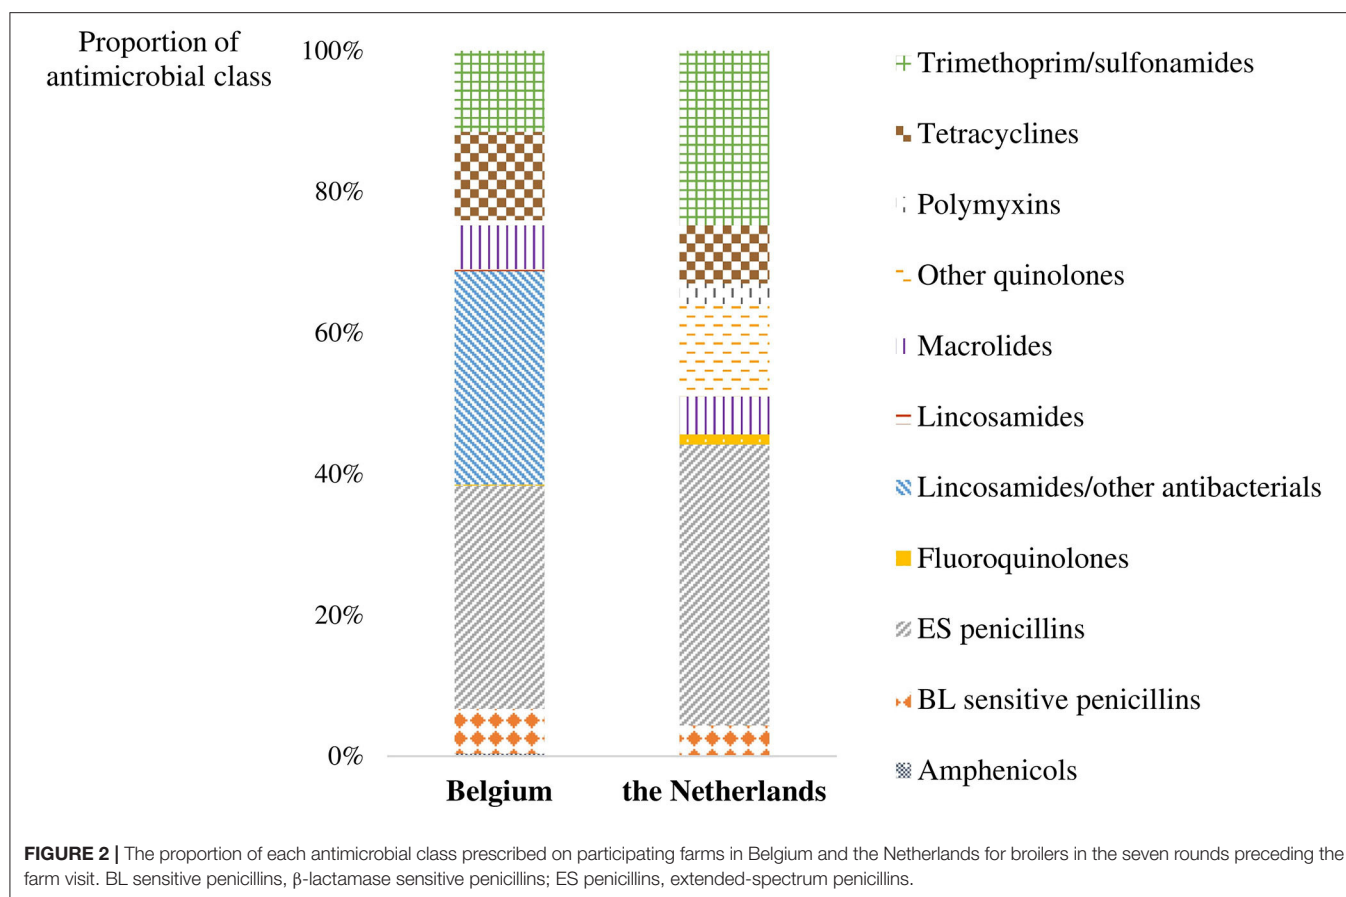 Proportion of
antimicrobial class
100%
80%
60%
40%
20%
0%
Belgium
the Netherlands
Trimethoprim/sulfonamides
Tetracyclines
Polymyxins
Other quinolones
Macrolides
Lincosamides
Lincosamides/other antibacterials
Fluoroquinolones
ES penicillins
BL sensitive penicillins
Amphenicols
FIGURE 2 | The proportion of each antimicrobial class prescribed on participating farms in Belgium and the Netherlands for broilers in the seven rounds preceding the
farm visit. BL sensitive penicillins, β-lactamase sensitive penicillins; ES penicillins, extended-spectrum penicillins.